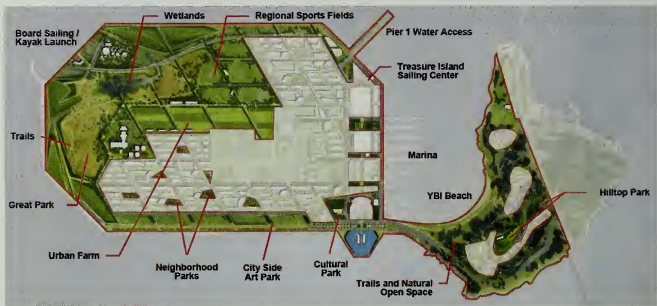 Wetlands
Regional Sports Fields
Board Sailing /
Kayak Launch
Pier 1 Water Access
Treasure Island
Sailing Center
Trails
Marina
YBI Beach
Hilltop Park
Great Park
Urban Farm
Neighborhood
Parks
City Side
Art Park
Cultural
Park
Trails and Natural
Open Space